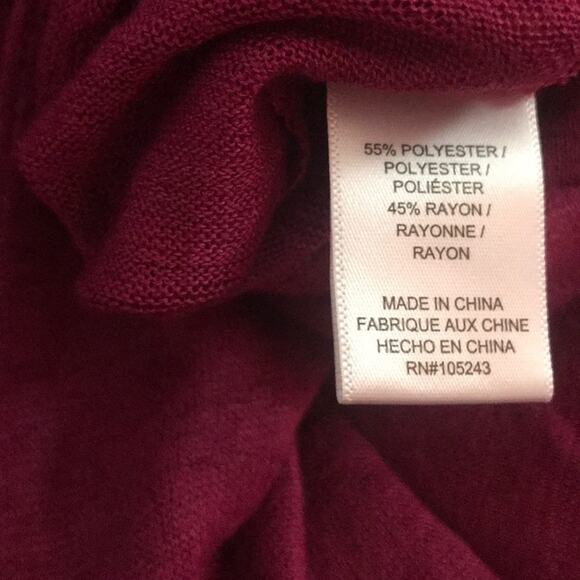 55% POLYESTER /
POLYESTER /
POLIÉSTER
45% RAYON /
RAYONNE /
RAYON
MADE IN CHINA
FABRIQUE AUX CHINE
HECHO EN CHINA
RN#105243